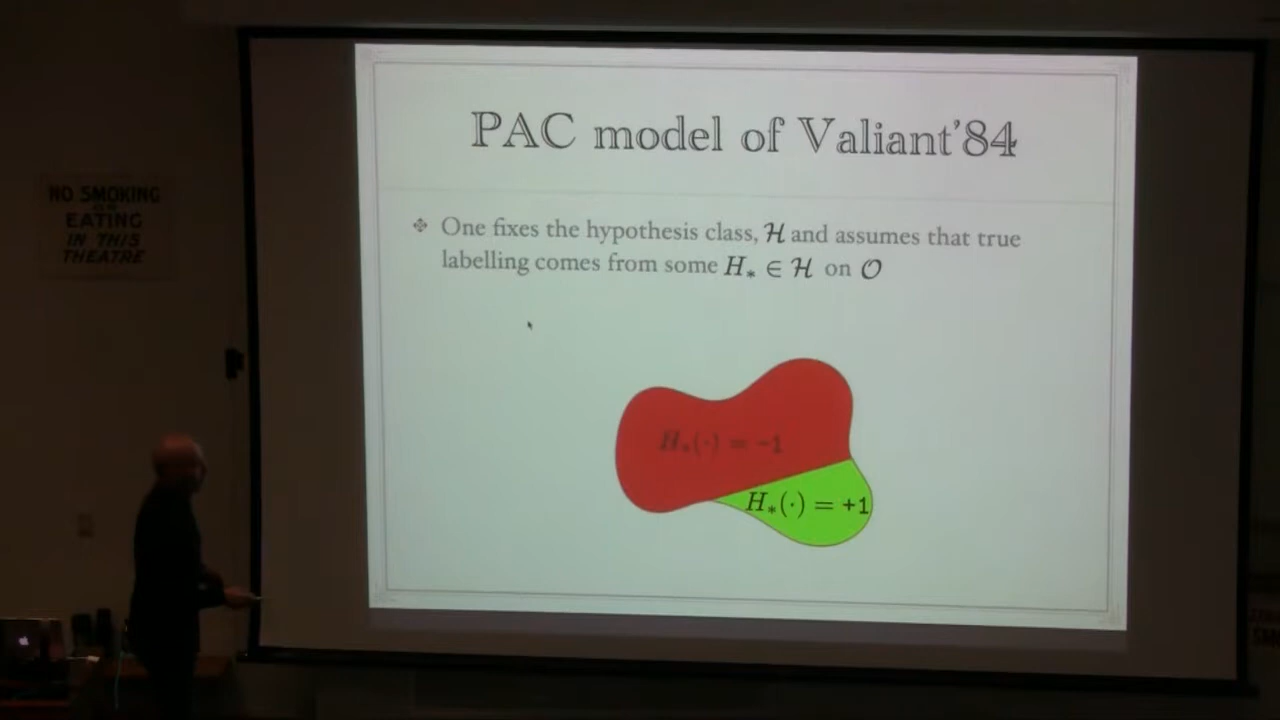 PAC model of Valiant'84
NO SMOKING
EATING
IN THIS
THEATRE
❖ One fixes the hypothesis class, ℋ and assumes that true
labelling comes from some H* ∈ ℋ on 𝒪
H*(·) = -1
H*(·) = +1